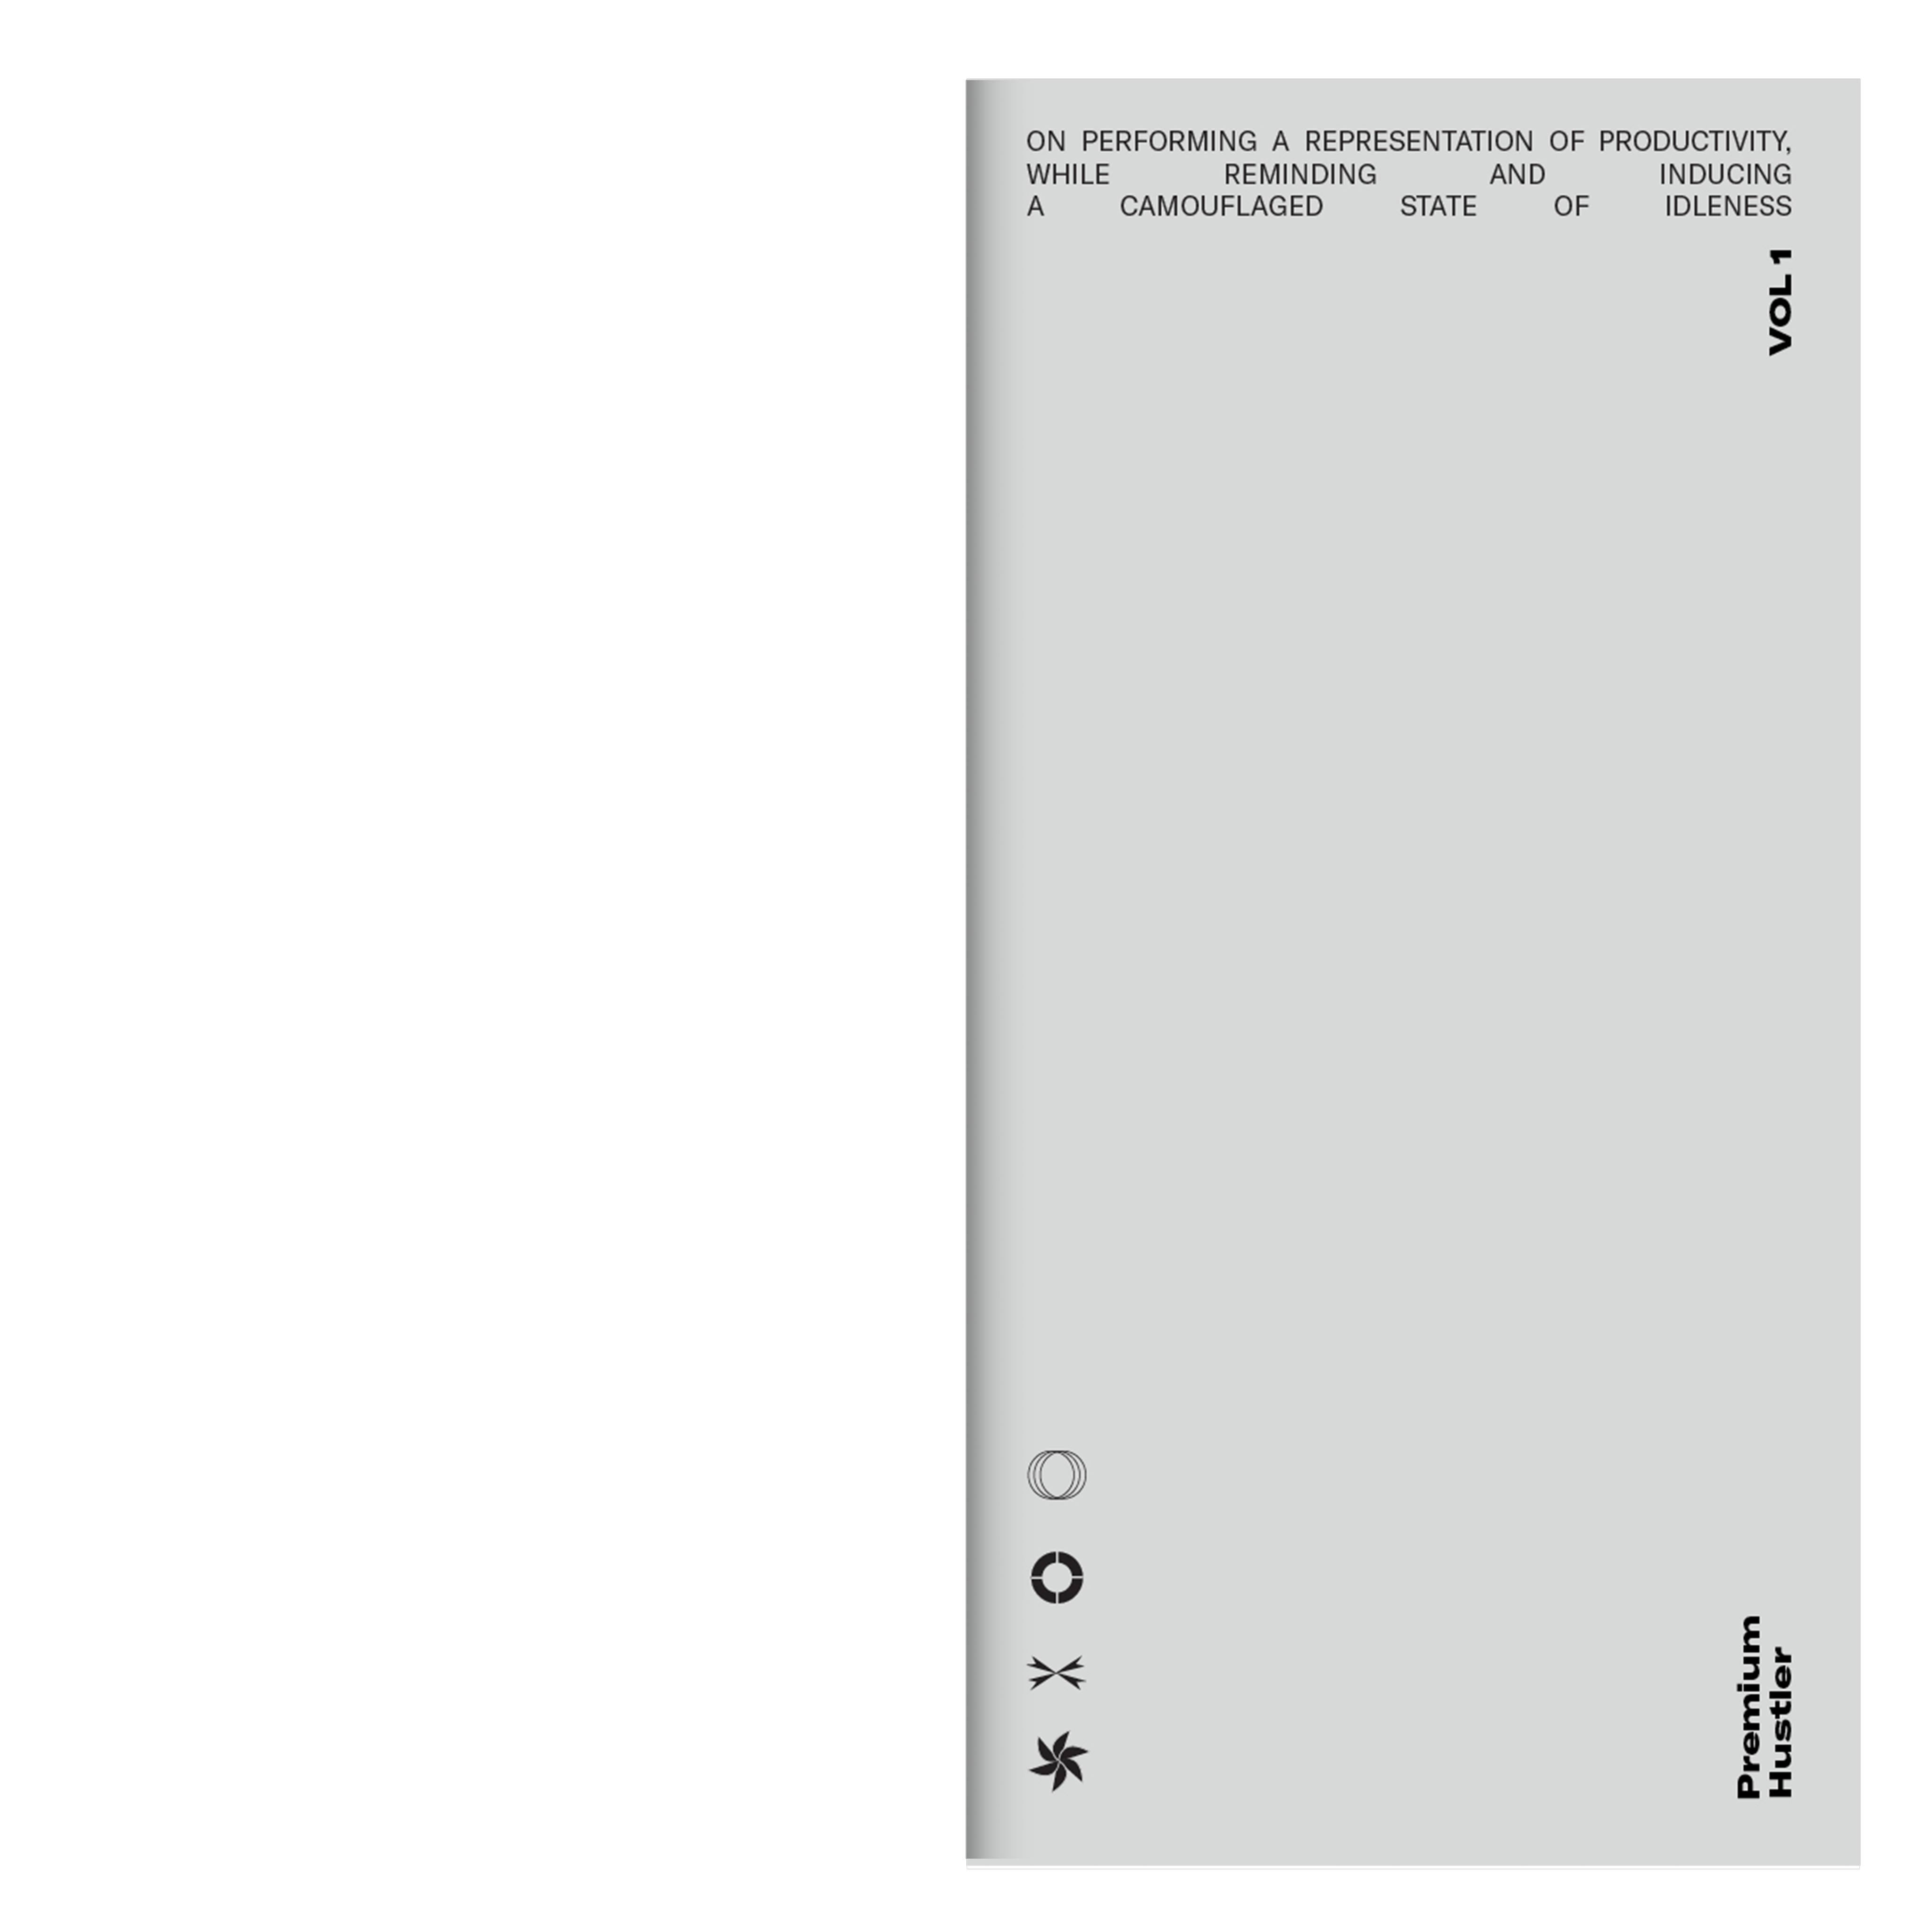 ON PERFORMING A REPRESENTATION OF PRODUCTIVITY,
WHILE REMINDING AND INDUCING
A CAMOUFLAGED STATE OF IDLENESS
VOL 1
Premium
Hustler